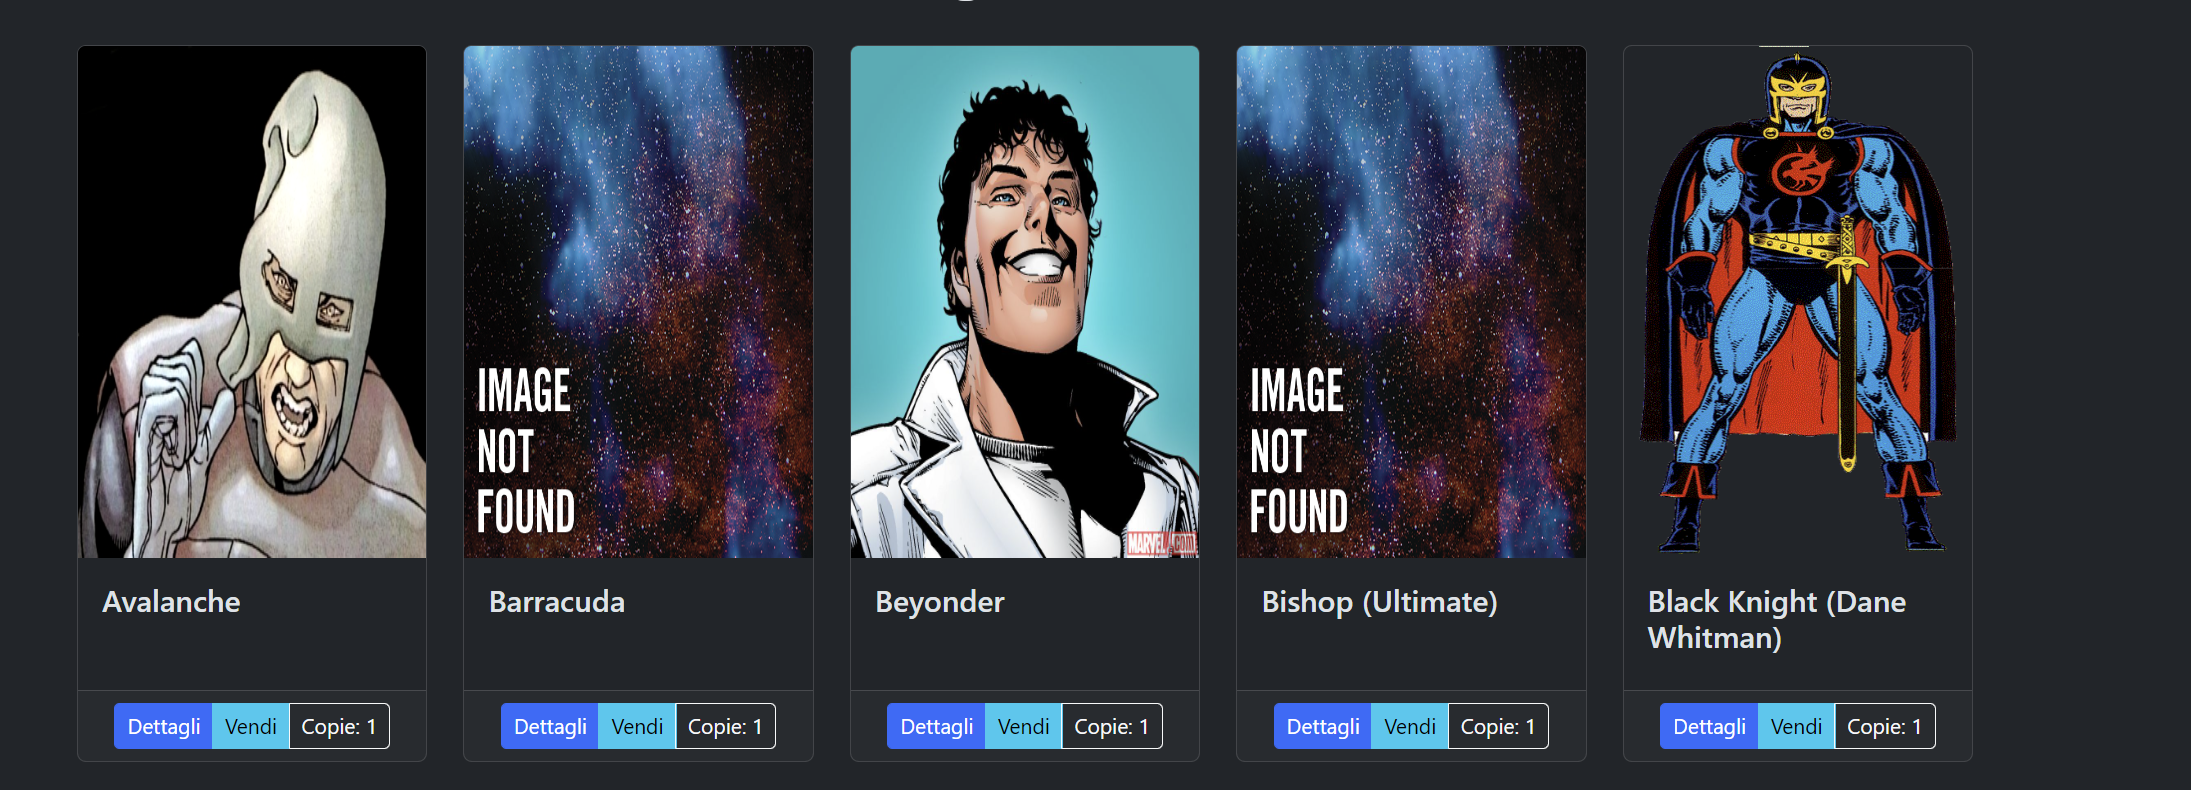 IMAGE
NOT
FOUND
MARVEL.COM
IMAGE
NOT
FOUND
Avalanche
Barracuda
Beyonder
Bishop (Ultimate)
Black Knight (Dane
Whitman)
Dettagli Vendi Copie: 1
Dettagli Vendi Copie: 1
Dettagli Vendi Copie: 1
Dettagli Vendi Copie: 1
Dettagli Vendi Copie: 1